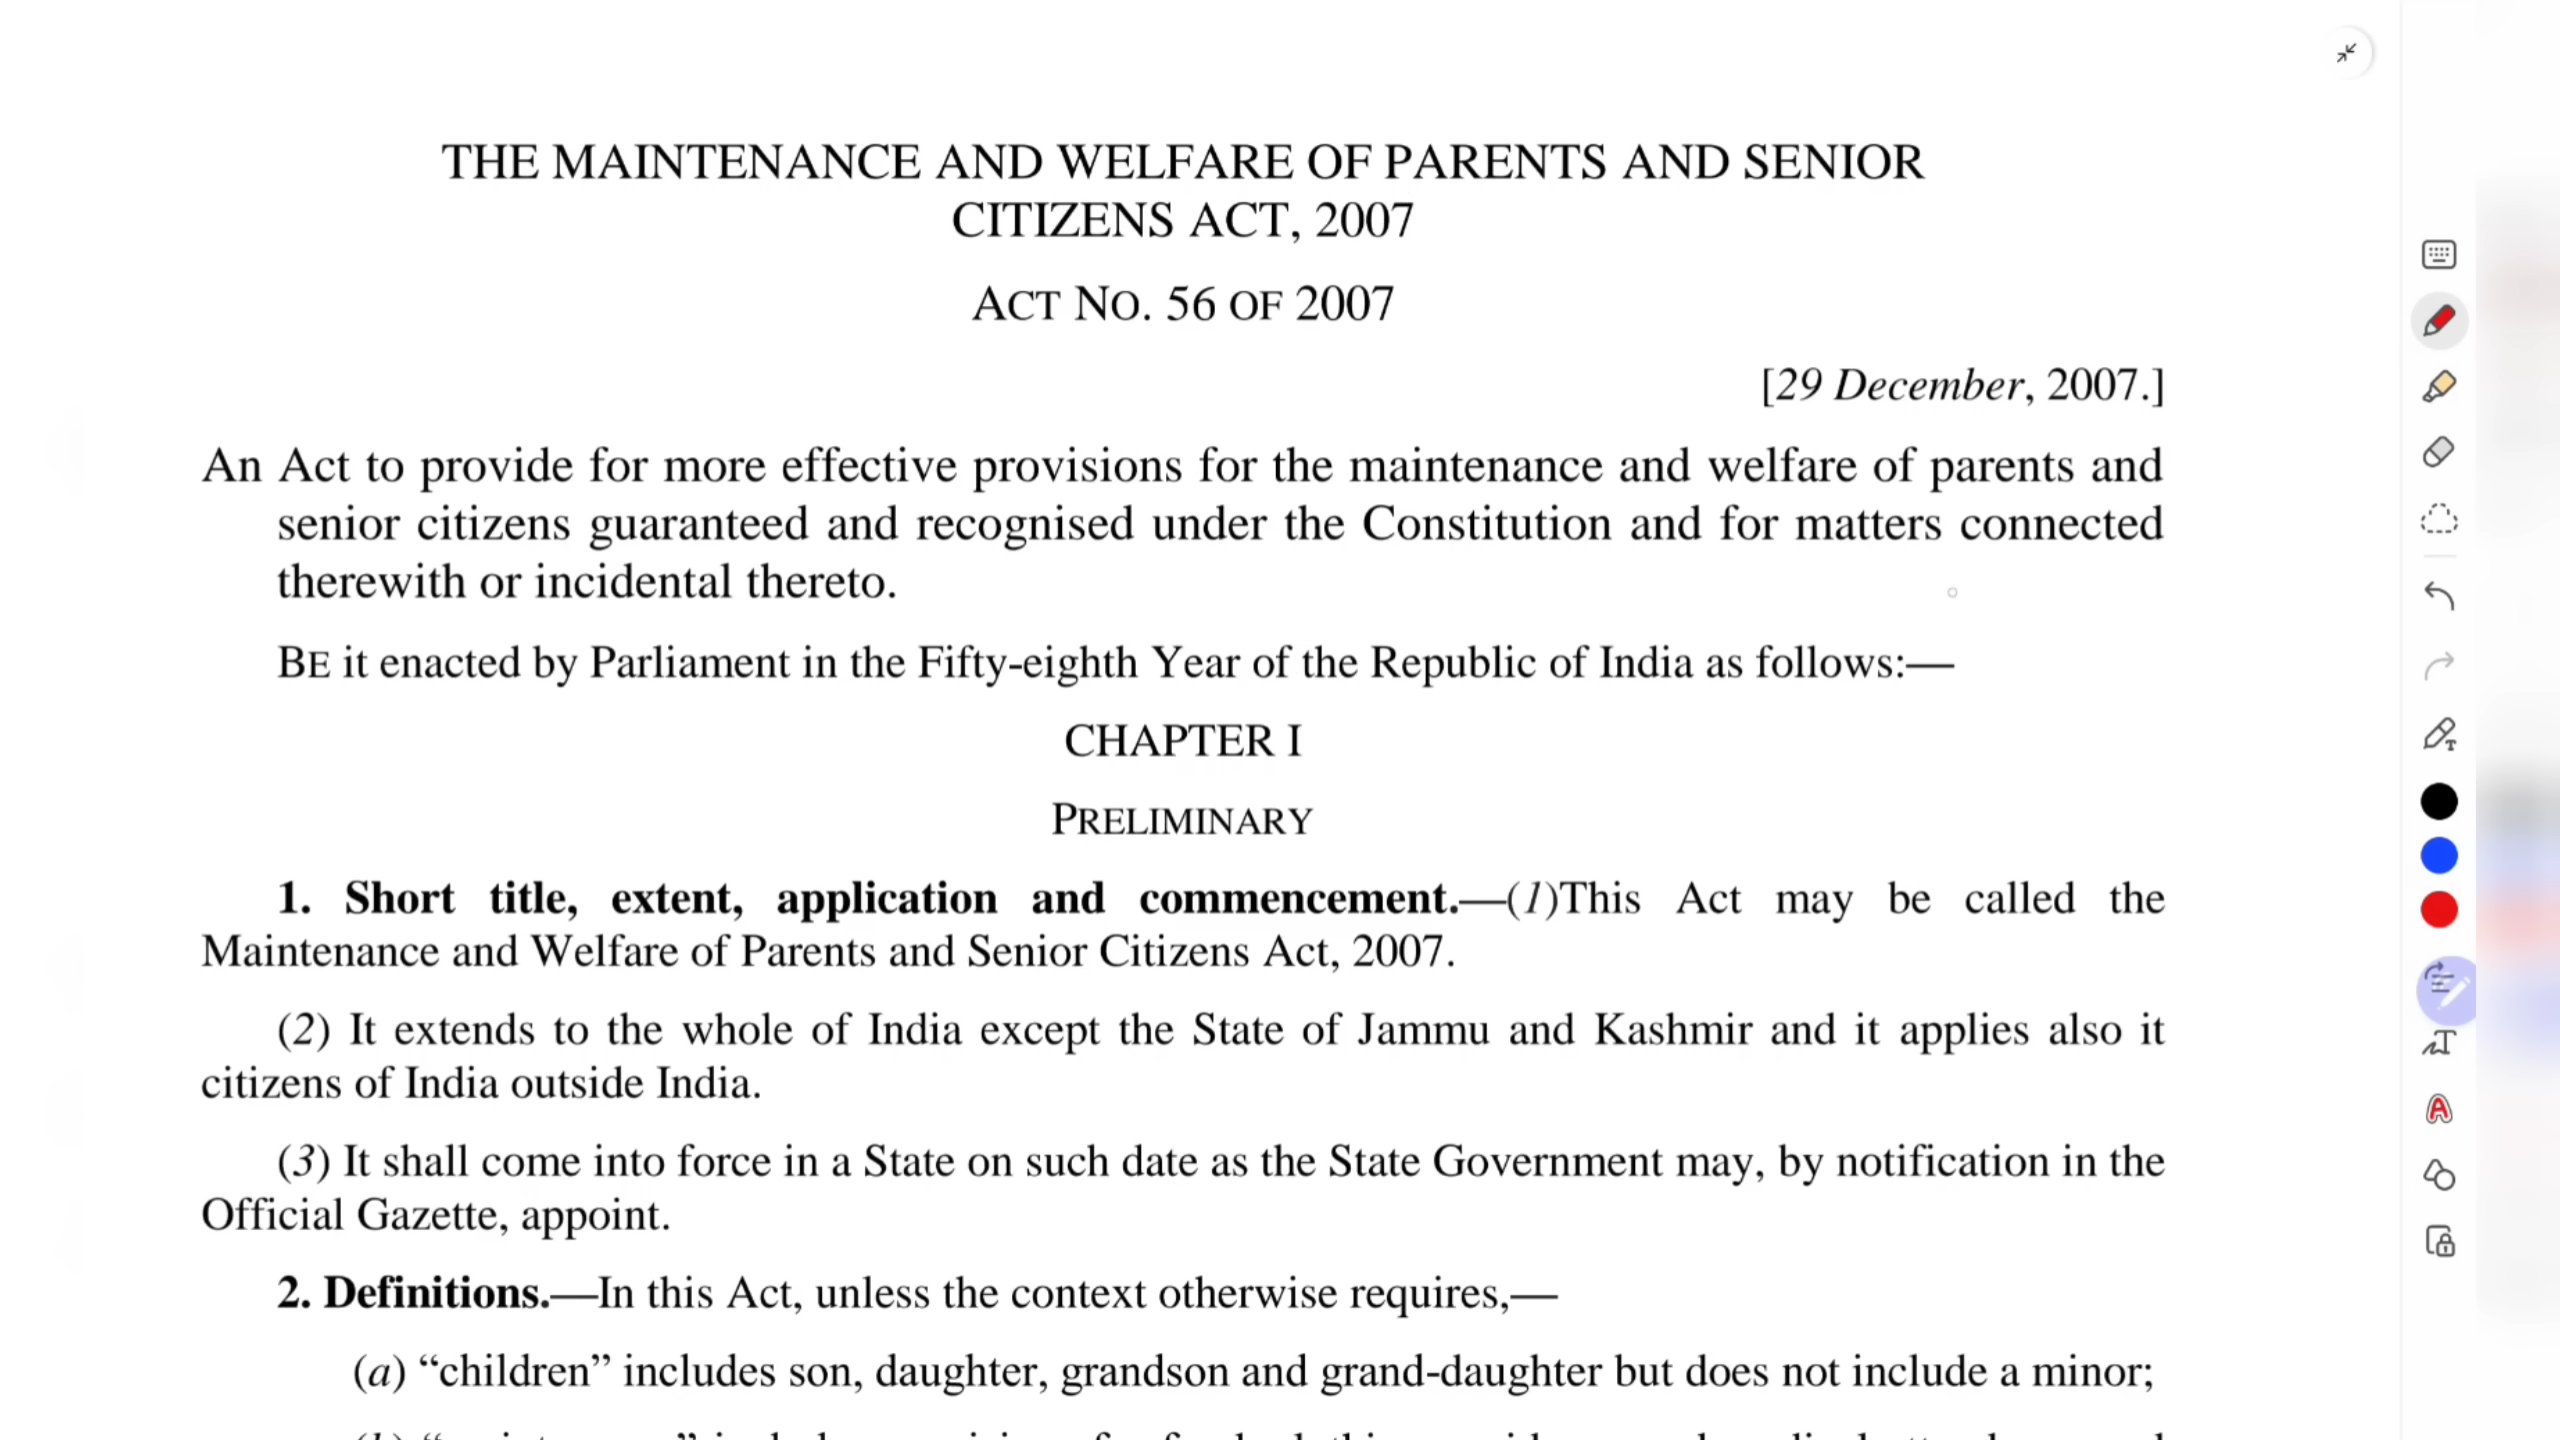 THE MAINTENANCE AND WELFARE OF PARENTS AND SENIOR
CITIZENS ACT, 2007
ACT NO. 56 OF 2007
[29 December, 2007.]
An Act to provide for more effective provisions for the maintenance and welfare of parents and
senior citizens guaranteed and recognised under the Constitution and for matters connected
therewith or incidental thereto.
BE it enacted by Parliament in the Fifty-eighth Year of the Republic of India as follows:—
CHAPTER I
PRELIMINARY
1. Short title, extent, application and commencement.—(1)This Act may be called the
Maintenance and Welfare of Parents and Senior Citizens Act, 2007.
(2) It extends to the whole of India except the State of Jammu and Kashmir and it applies also it
citizens of India outside India.
(3) It shall come into force in a State on such date as the State Government may, by notification in the
Official Gazette, appoint.
2. Definitions.—In this Act, unless the context otherwise requires,—
(a) “children” includes son, daughter, grandson and grand-daughter but does not include a minor;